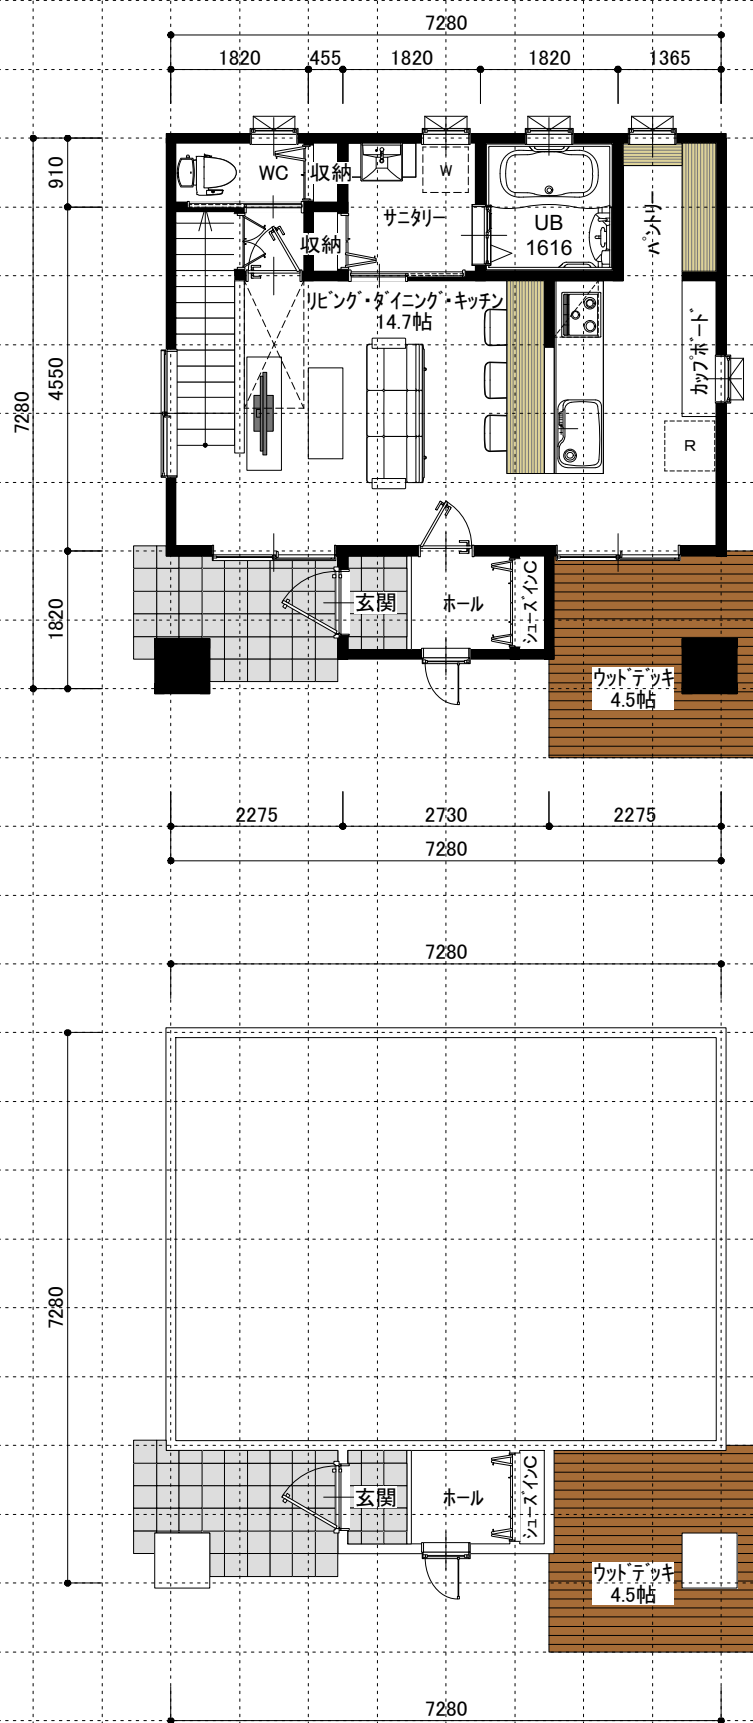 7280
1820
455
1820
1820
1365
910
4550
7280
1820
WC
収納
W
サニタリー
UB
1616
パントリー
収納
リビング・ダイニング・キッチン
14.7帖
カップボード
R
玄関
ホール
シューズインC
ウッドデッキ
4.5帖
2275
2730
2275
7280
7280
7280
玄関
ホール
シューズインC
ウッドデッキ
4.5帖
7280